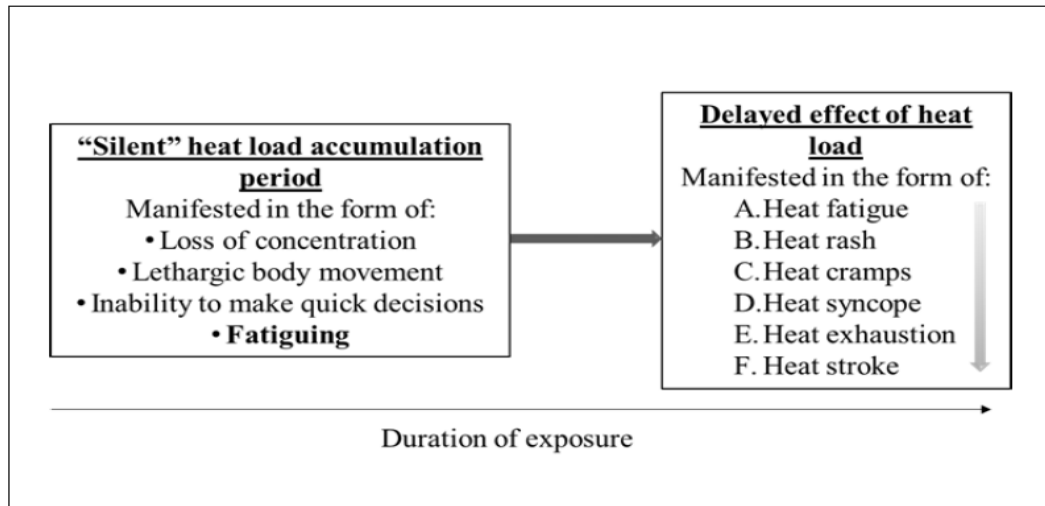 “Silent” heat load accumulation
period
Manifested in the form of:
• Loss of concentration
• Lethargic body movement
• Inability to make quick decisions
• Fatiguing
Delayed effect of heat
load
Manifested in the form of:
A. Heat fatigue
B. Heat rash
C. Heat cramps
D. Heat syncope
E. Heat exhaustion
F. Heat stroke
Duration of exposure